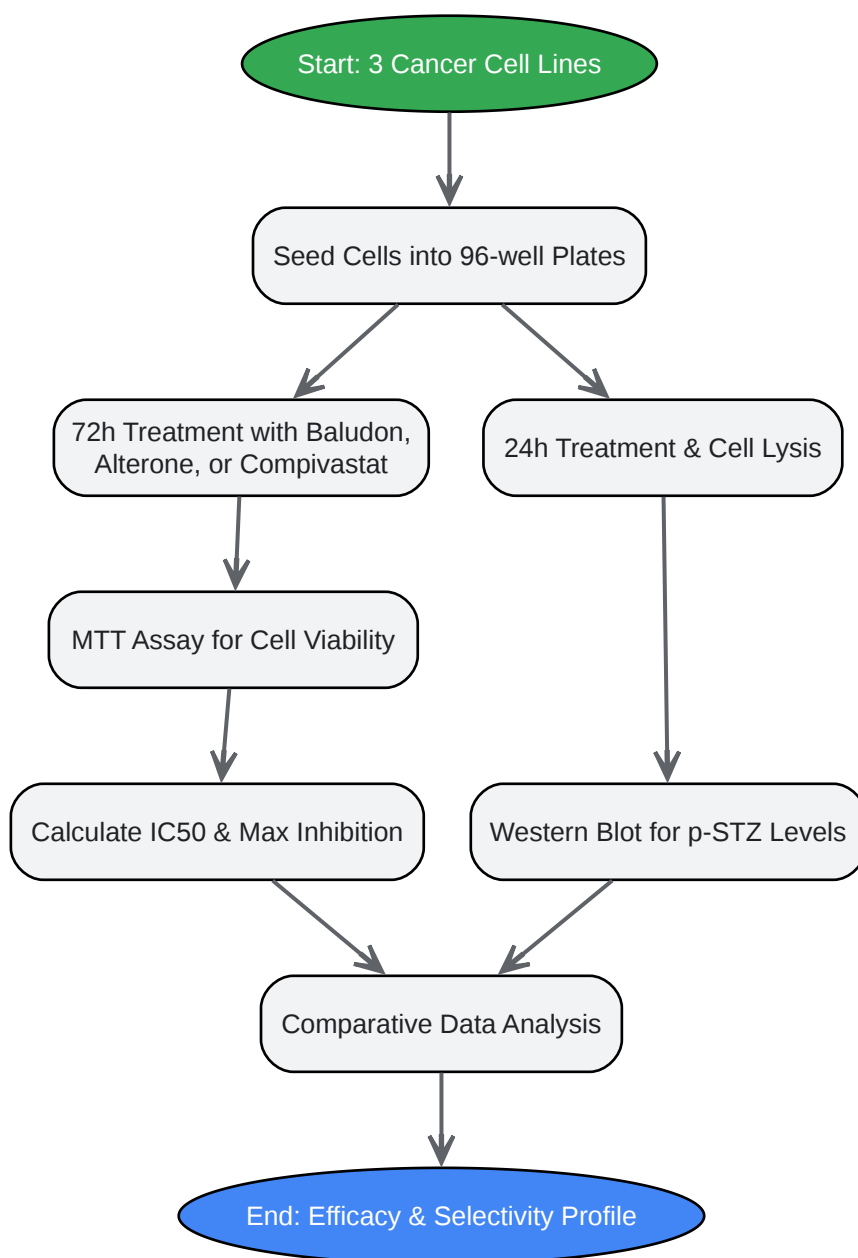 Start: 3 Cancer Cell Lines
Seed Cells into 96-well Plates
72h Treatment with Baludon,
Alterone, or Compivastat
24h Treatment & Cell Lysis
MTT Assay for Cell Viability
Calculate IC50 & Max Inhibition
Western Blot for p-STZ Levels
Comparative Data Analysis
End: Efficacy & Selectivity Profile